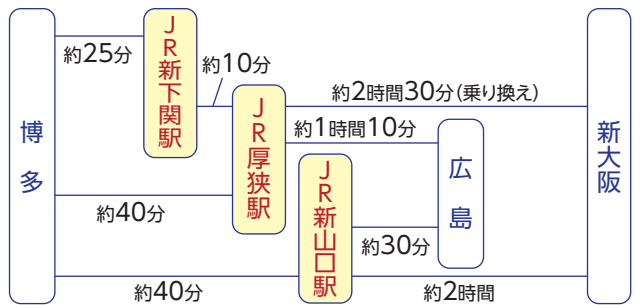 博多
約25分
JR新下関駅
約10分
約2時間30分(乗り換え)
JR厚狭駅
約1時間10分
新大阪
広島
JR新山口駅
約40分
約30分
約40分
約2時間